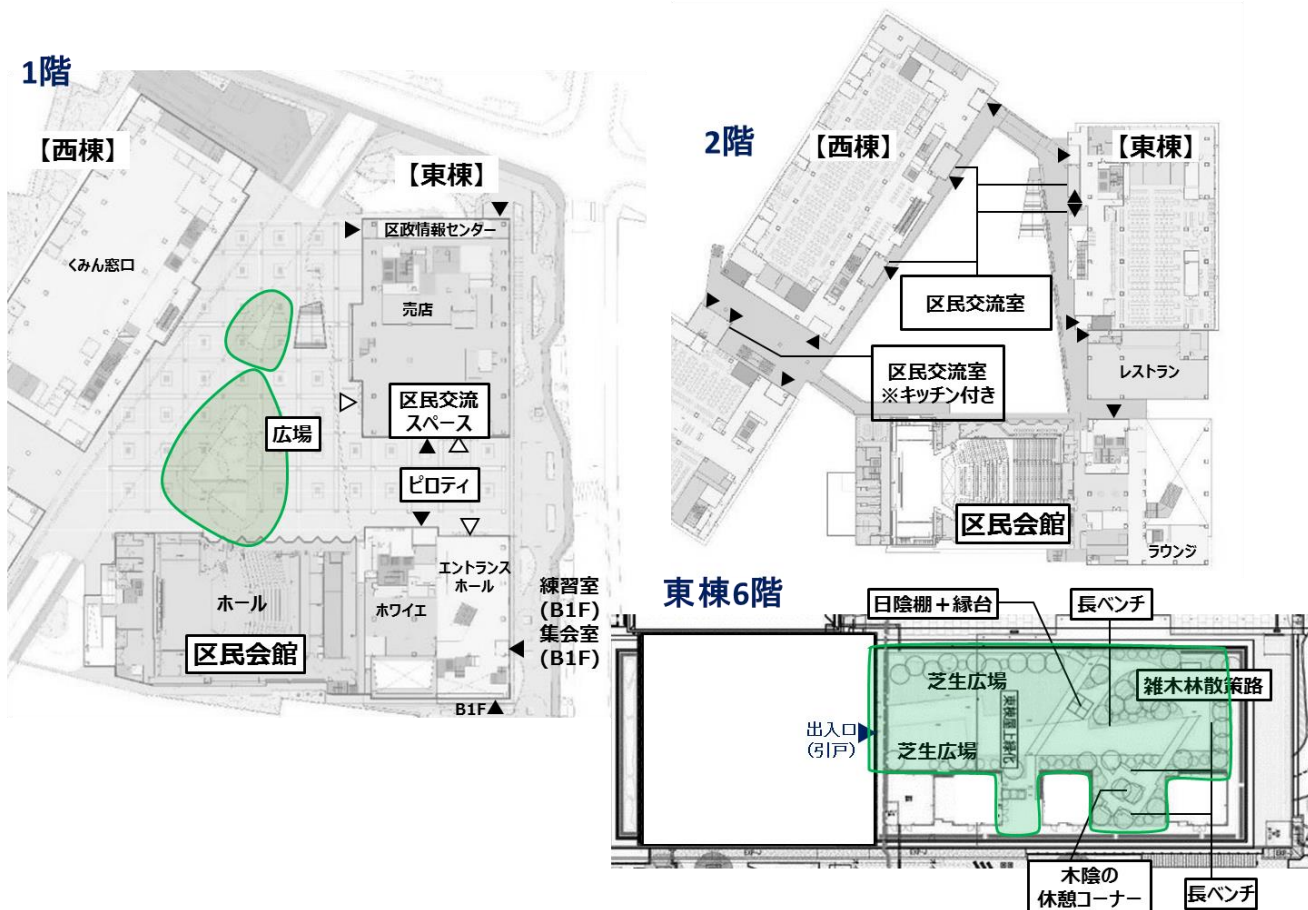 1階
【西棟】
【東棟】
区政情報センター
くみん窓口
売店
区民交流
スペース
広場
ピロティ
エントランス
ホール
ホワイエ
ホール
区民会館
練習室
(B1F)
集会室
(B1F)
B1F
2階
【西棟】
【東棟】
区民交流室
区民交流室
※キッチン付き
レストラン
区民会館
ラウンジ
東棟6階
日陰棚+縁台
長ベンチ
芝生広場
雑木林散策路
東棟屋上緑化
出入口
(引戸)
芝生広場
木陰の
休憩コーナー
長ベンチ